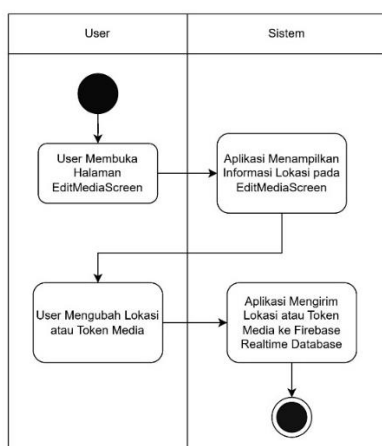 User
Sistem
User Membuka
Halaman
EditMediaScreen
Aplikasi Menampilkan
Informasi Lokasi pada
EditMediaScreen
User Mengubah Lokasi
atau Token Media
Aplikasi Mengirim
Lokasi atau Token
Media ke Firebase
Realtime Database